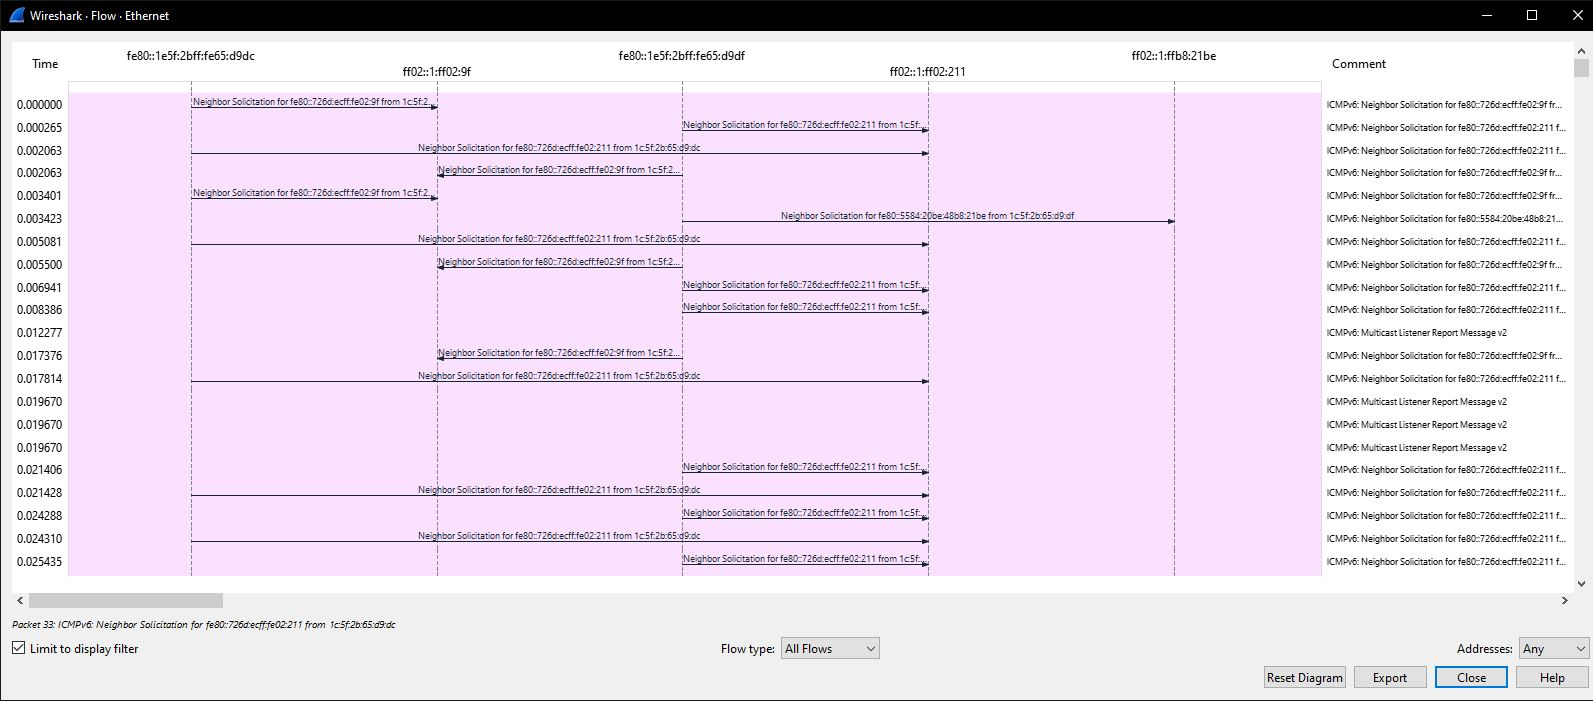 Wireshark · Flow · Ethernet
Time
fe80::1e5f:2bff:fe65:d9dc
ff02::1:ff02:9f
fe80::1e5f:2bff:fe65:d9df
ff02::1:ff02:211
ff02::1:ffb8:21be
Comment
0.000000 Neighbor Solicitation for fe80::726d:ecff:fe02:9f from 1c:5f:2... ICMPv6: Neighbor Solicitation for fe80::726d:ecff:fe02:9f fr...
0.000265 Neighbor Solicitation for fe80::726d:ecff:fe02:211 from 1c:5f:... ICMPv6: Neighbor Solicitation for fe80::726d:ecff:fe02:211 f...
0.002063 Neighbor Solicitation for fe80::726d:ecff:fe02:211 from 1c:5f:2b:65:d9:dc ICMPv6: Neighbor Solicitation for fe80::726d:ecff:fe02:211 f...
0.002063 Neighbor Solicitation for fe80::726d:ecff:fe02:9f from 1c:5f:2... ICMPv6: Neighbor Solicitation for fe80::726d:ecff:fe02:9f fr...
0.003401 Neighbor Solicitation for fe80::726d:ecff:fe02:9f from 1c:5f:2... ICMPv6: Neighbor Solicitation for fe80::726d:ecff:fe02:9f fr...
0.003423 Neighbor Solicitation for fe80::5584:20be:48b8:21be from 1c:5f:2b:65:d9:df ICMPv6: Neighbor Solicitation for fe80::5584:20be:48b8:21...
0.005081 Neighbor Solicitation for fe80::726d:ecff:fe02:211 from 1c:5f:2b:65:d9:dc ICMPv6: Neighbor Solicitation for fe80::726d:ecff:fe02:211 f...
0.005500 Neighbor Solicitation for fe80::726d:ecff:fe02:9f from 1c:5f:2... ICMPv6: Neighbor Solicitation for fe80::726d:ecff:fe02:9f fr...
0.006941 Neighbor Solicitation for fe80::726d:ecff:fe02:211 from 1c:5f:... ICMPv6: Neighbor Solicitation for fe80::726d:ecff:fe02:211 f...
0.008386 Neighbor Solicitation for fe80::726d:ecff:fe02:211 from 1c:5f:... ICMPv6: Neighbor Solicitation for fe80::726d:ecff:fe02:211 f...
0.012277 ICMPv6: Multicast Listener Report Message v2
0.017376 Neighbor Solicitation for fe80::726d:ecff:fe02:9f from 1c:5f:2... ICMPv6: Neighbor Solicitation for fe80::726d:ecff:fe02:9f fr...
0.017814 Neighbor Solicitation for fe80::726d:ecff:fe02:211 from 1c:5f:2b:65:d9:dc ICMPv6: Neighbor Solicitation for fe80::726d:ecff:fe02:211 f...
0.019670 ICMPv6: Multicast Listener Report Message v2
0.019670 ICMPv6: Multicast Listener Report Message v2
0.019670 ICMPv6: Multicast Listener Report Message v2
0.021406 Neighbor Solicitation for fe80::726d:ecff:fe02:211 from 1c:5f:... ICMPv6: Neighbor Solicitation for fe80::726d:ecff:fe02:211 f...
0.021428 Neighbor Solicitation for fe80::726d:ecff:fe02:211 from 1c:5f:2b:65:d9:dc ICMPv6: Neighbor Solicitation for fe80::726d:ecff:fe02:211 f...
0.024288 Neighbor Solicitation for fe80::726d:ecff:fe02:211 from 1c:5f:... ICMPv6: Neighbor Solicitation for fe80::726d:ecff:fe02:211 f...
0.024310 Neighbor Solicitation for fe80::726d:ecff:fe02:211 from 1c:5f:2b:65:d9:dc ICMPv6: Neighbor Solicitation for fe80::726d:ecff:fe02:211 f...
0.025435 Neighbor Solicitation for fe80::726d:ecff:fe02:211 from 1c:5f:... ICMPv6: Neighbor Solicitation for fe80::726d:ecff:fe02:211 f...
Packet 33: ICMPv6: Neighbor Solicitation for fe80::726d:ecff:fe02:211 from 1c:5f:2b:65:d9:dc
Limit to display filter
Flow type: All Flows
Addresses: Any
Reset Diagram Export Close Help